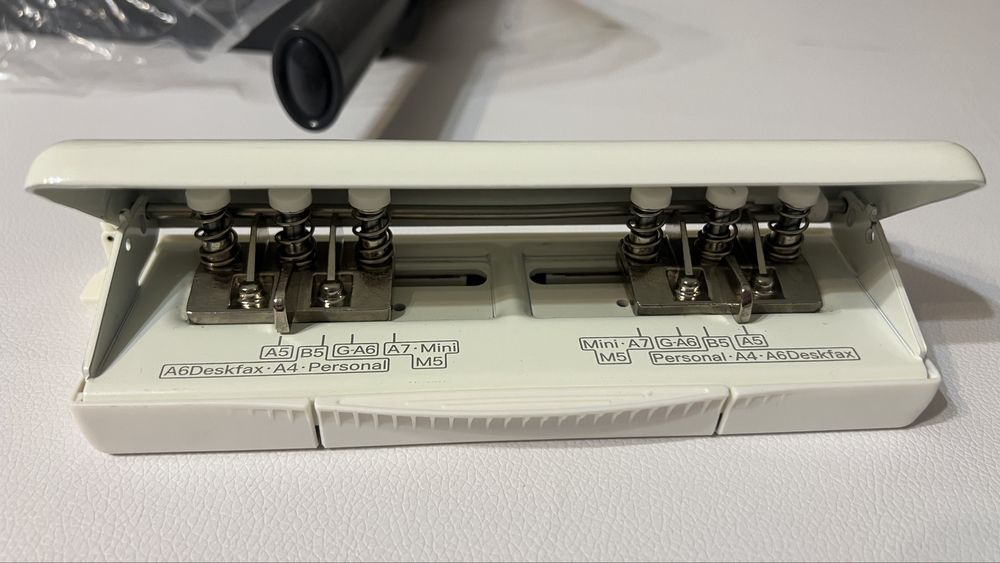 A5 B5 G·A6 A7·Mini
M5
A6Deskfax·A4·Personal
Mini·A7 G·A6 B5 A5
M5 Personal·A4·A6Deskfax